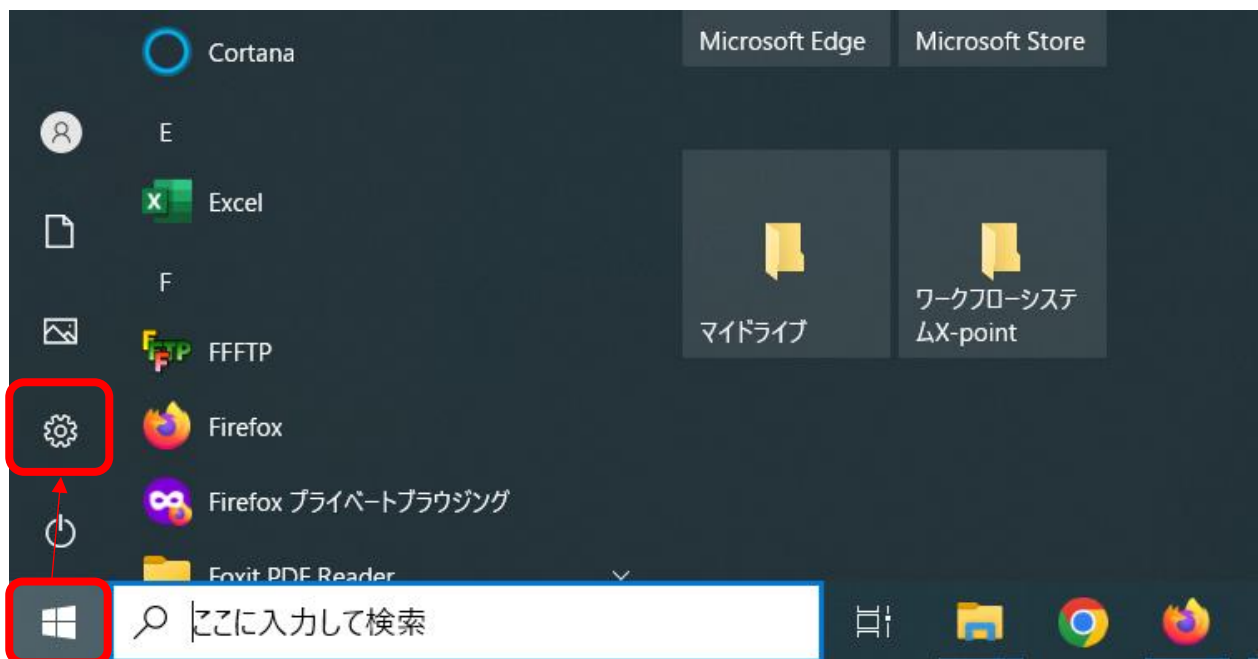 Cortana
E
Excel
F
FFFTP
Firefox
Firefox プライベートブラウジング
Foxit PDF Reader
Microsoft Edge
Microsoft Store
マイドライブ
ワークフローシステ
ムX-point
ここに入力して検索